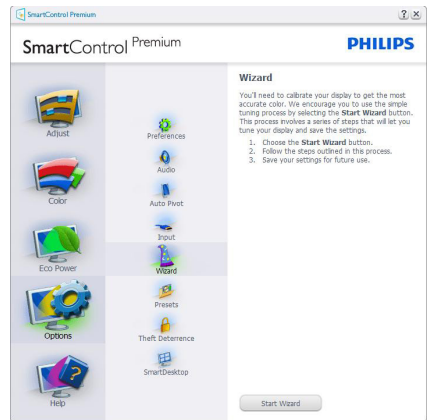 SmartControl Premium
SmartControl Premium
PHILIPS
Adjust
Color
Eco Power
Options
Help
Preferences
Audio
Auto Pivot
Input
Wizard
Presets
Theft Deterrence
SmartDesktop
Wizard
You'll need to calibrate your display to get the most
accurate color. We encourage you to use the simple
tuning process by selecting the Start Wizard button.
This process involves a series of steps that will let you
tune your display and save the settings.
1. Choose the Start Wizard button.
2. Follow the steps outlined in this process.
3. Save your settings for future use.
Start Wizard